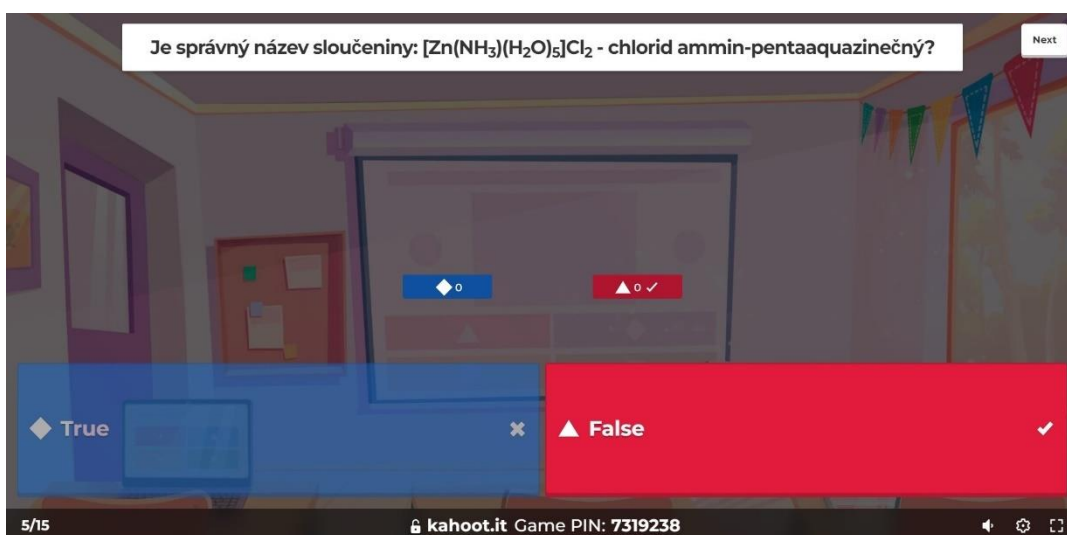 Je správný název sloučeniny: [Zn(NH₃)(H₂O)₅]Cl₂ - chlorid ammin-pentaaquazinečný?
Next
0
0
True
False
5/15
kahoot.it Game PIN: 7319238